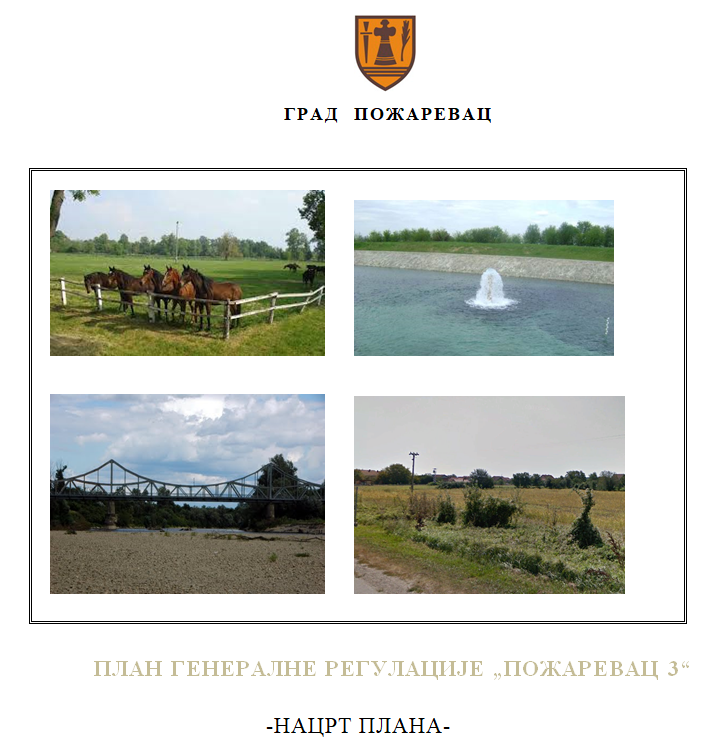 ГРАД ПОЖАРЕВАЦ
ПЛАН ГЕНЕРАЛНЕ РЕГУЛАЦИЈЕ „ПОЖАРЕВАЦ 3“
-НАЦРТ ПЛАНА-